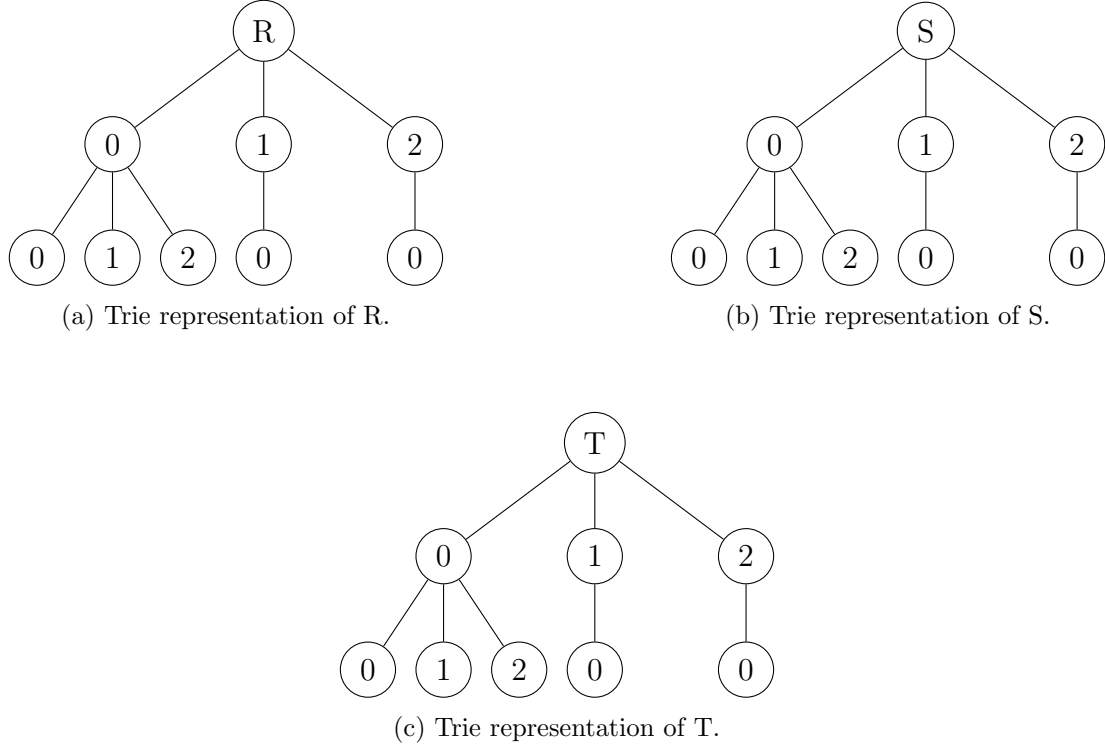 R
S
0 1 2
0 1 2
0 1 2 0 0
0 1 2 0 0
(a) Trie representation of R.
(b) Trie representation of S.
T
0 1 2
0 1 2 0 0
(c) Trie representation of T.